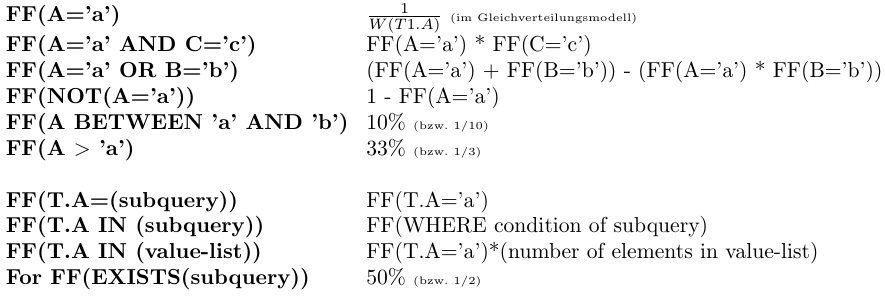 FF(A='a') 1/W(T1.A) (im Gleichverteilungsmodell)
FF(A='a' AND C='c') FF(A='a') * FF(C='c')
FF(A='a' OR B='b') (FF(A='a') + FF(B='b')) - (FF(A='a') * FF(B='b'))
FF(NOT(A='a')) 1 - FF(A='a')
FF(A BETWEEN 'a' AND 'b') 10% (bzw. 1/10)
FF(A > 'a') 33% (bzw. 1/3)
FF(T.A=(subquery)) FF(T.A='a')
FF(T.A IN (subquery)) FF(WHERE condition of subquery)
FF(T.A IN (value-list)) FF(T.A='a')*(number of elements in value-list)
For FF(EXISTS(subquery)) 50% (bzw. 1/2)